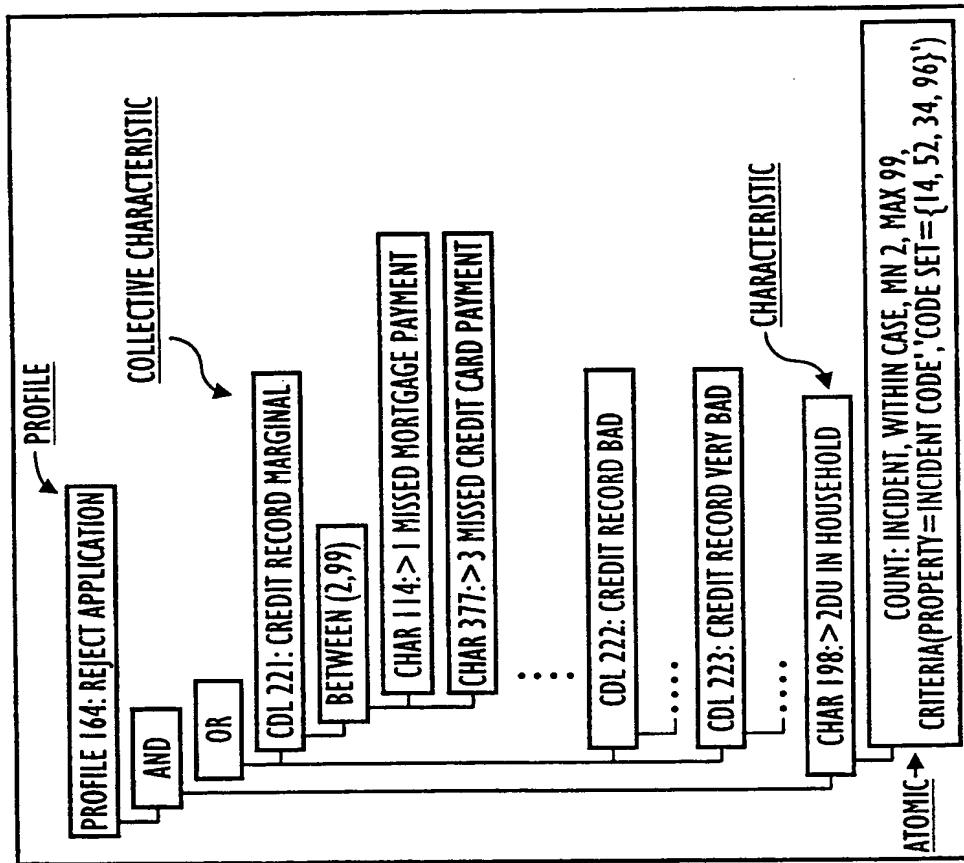 PROFILE
PROFILE 164: REJECT APPLICATION
AND
OR
COLLECTIVE CHARACTERISTIC
CDL 221: CREDIT RECORD MARGINAL
BETWEEN (2,99)
CHAR 114:>1 MISSED MORTGAGE PAYMENT
CHAR 377:>3 MISSED CREDIT CARD PAYMENT
....
CDL 222: CREDIT RECORD BAD
.....
CDL 223: CREDIT RECORD VERY BAD
.....
CHARACTERISTIC
CHAR 198:>2DU IN HOUSEHOLD
ATOMIC
COUNT: INCIDENT, WITHIN CASE, MN 2, MAX 99,
CRITERIA(PROPERTY=INCIDENT CODE','CODE SET={14, 52, 34, 96}')